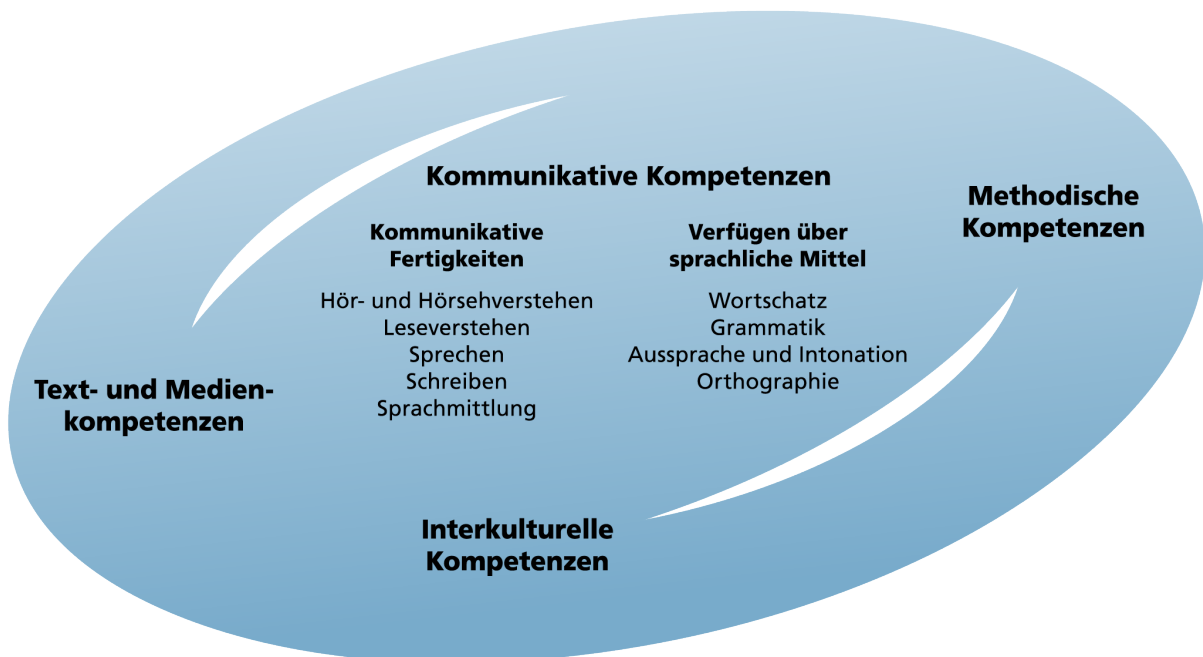 Kommunikative Kompetenzen
Methodische
Kompetenzen
Kommunikative
Fertigkeiten
Hör- und Hörsehverstehen
Leseverstehen
Sprechen
Schreiben
Sprachmittlung
Verfügen über
sprachliche Mittel
Wortschatz
Grammatik
Aussprache und Intonation
Orthographie
Text- und Medien-
kompetenzen
Interkulturelle
Kompetenzen